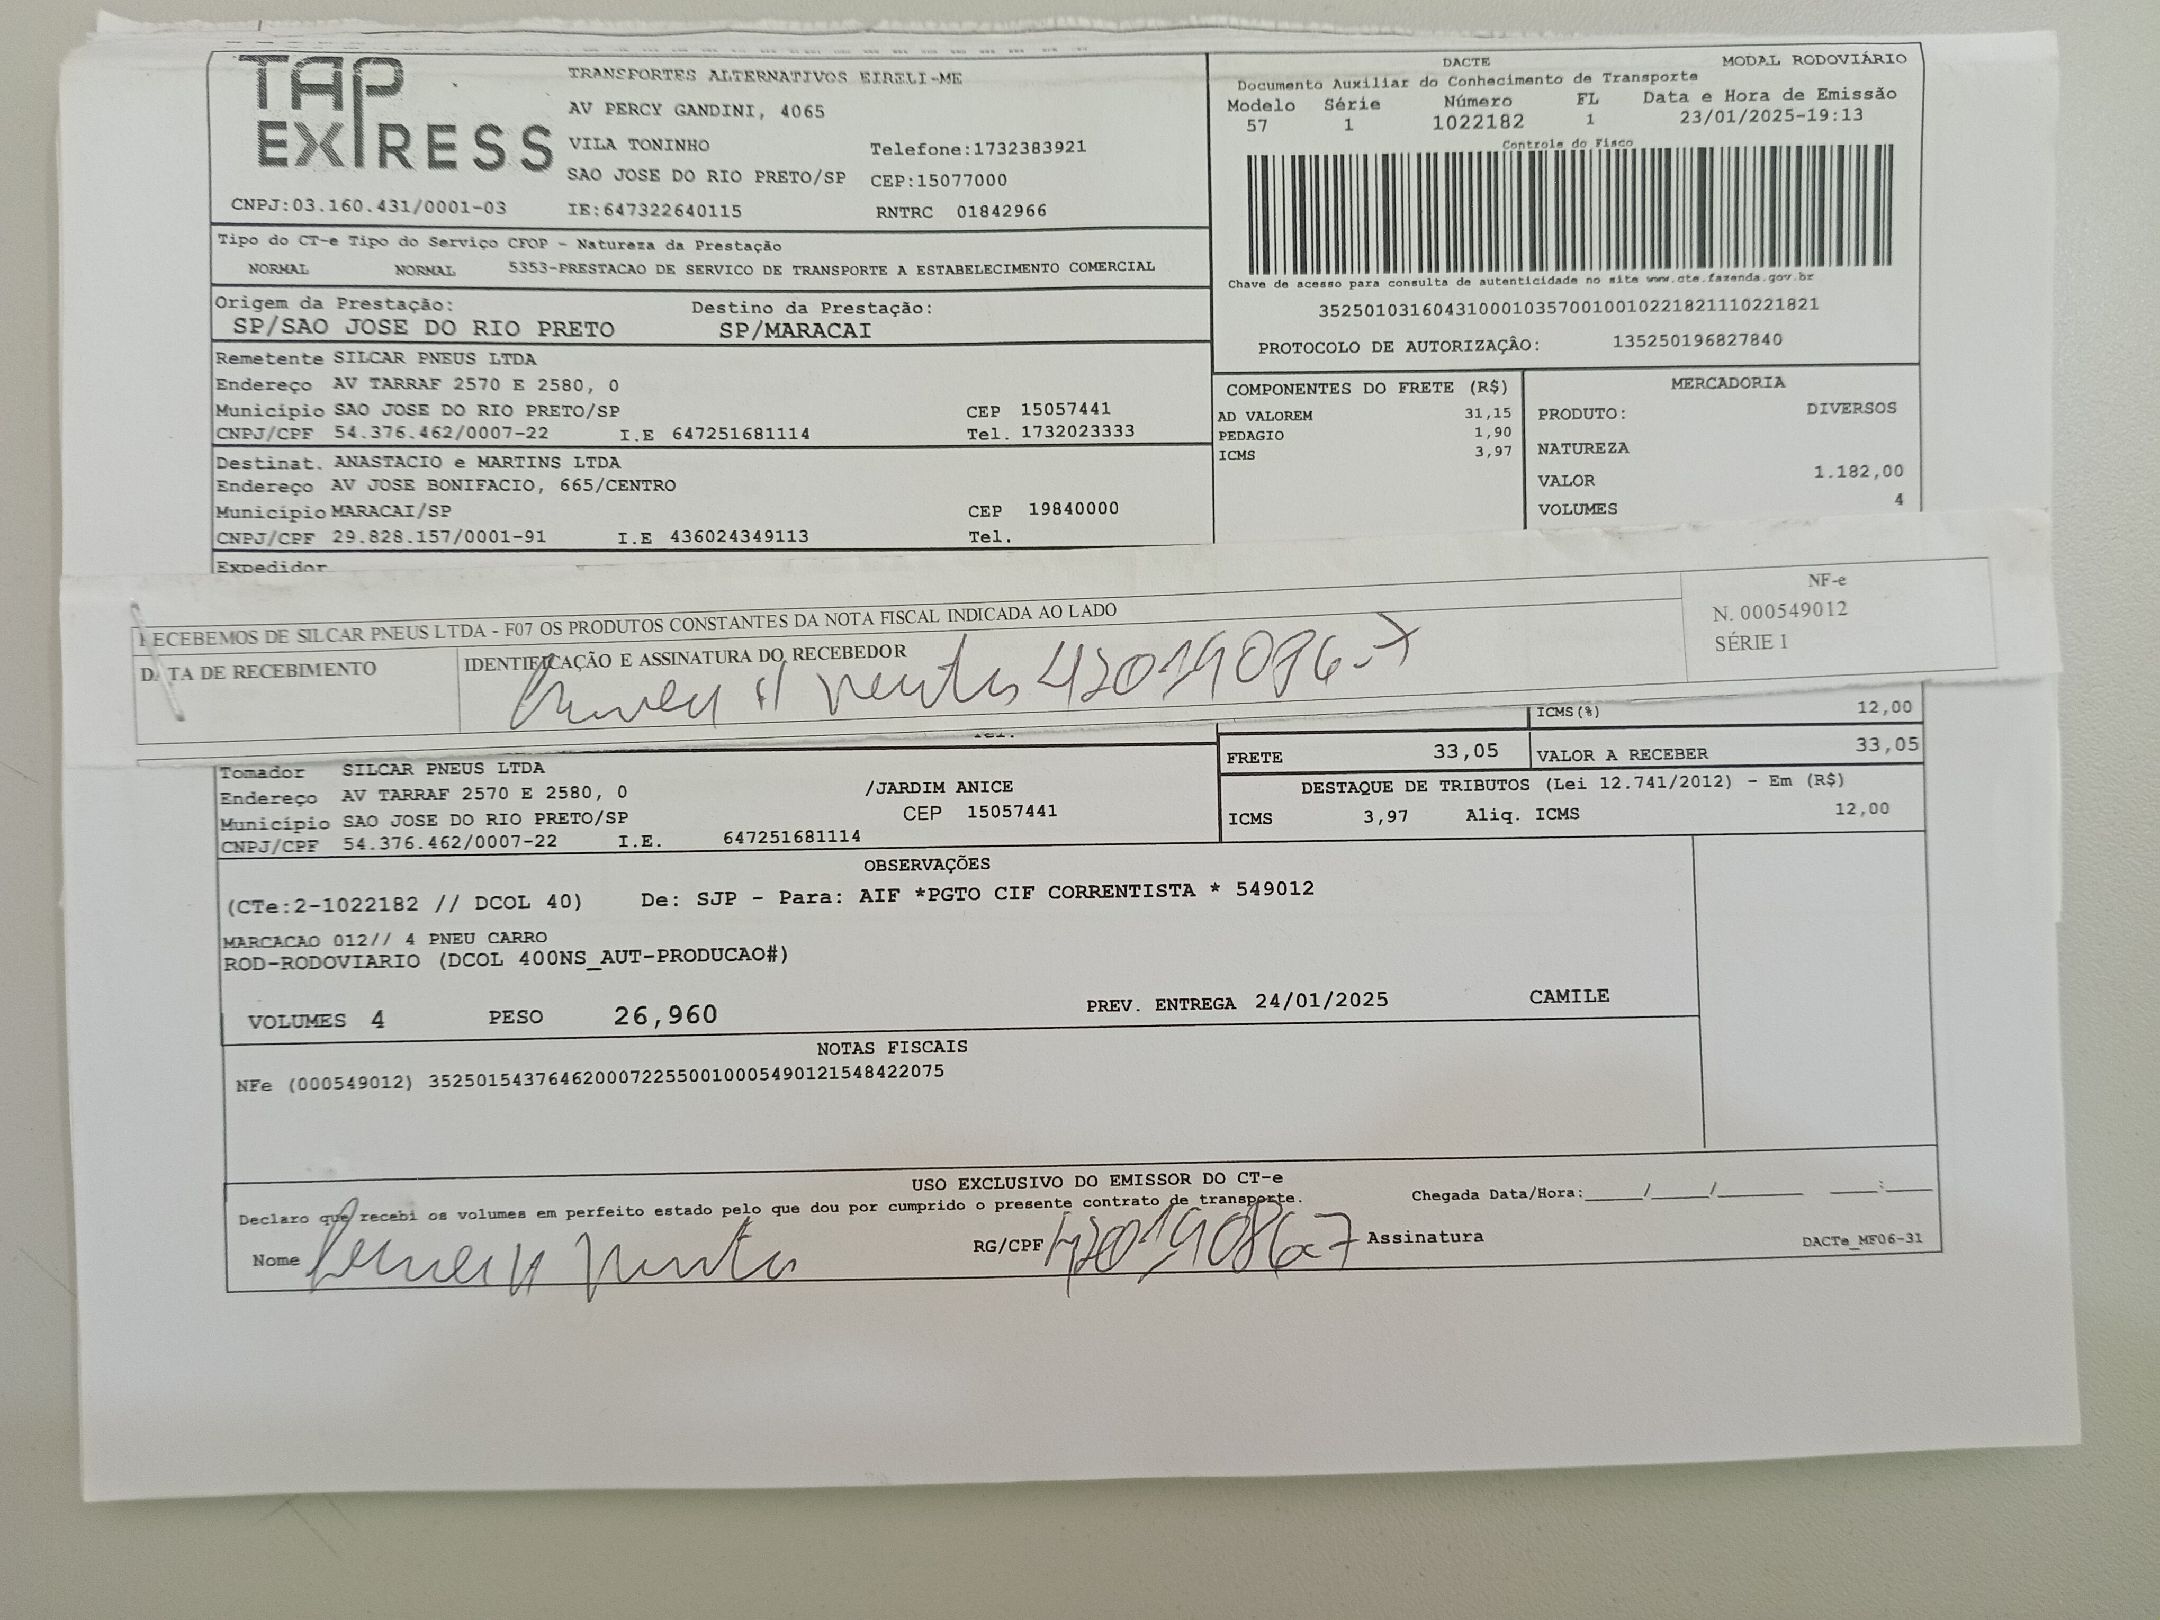 TAP EXPRESS
TRANSPORTES ALTERNATIVOS EIRELI-ME
AV PERCY GANDINI, 4065
VILA TONINHO Telefone:1732383921
SAO JOSE DO RIO PRETO/SP CEP:15077000
CNPJ:03.160.431/0001-03 IE:647322640115 RNTRC 01842966
DACTE MODAL RODOVIÁRIO
Documento Auxiliar do Conhecimento de Transporte
Modelo Série Número FL Data e Hora de Emissão
57 1 1022182 1 23/01/2025-19:13
Controle do Fisco
Chave de acesso para consulta de autenticidade no site www.cte.fazenda.gov.br
35250103160431000103570010010221821110221821
PROTOCOLO DE AUTORIZAÇÃO: 135250196827840
Tipo do CT-e Tipo do Serviço CFOP - Natureza da Prestação
NORMAL NORMAL 5353-PRESTACAO DE SERVICO DE TRANSPORTE A ESTABELECIMENTO COMERCIAL
Origem da Prestação: Destino da Prestação:
SP/SAO JOSE DO RIO PRETO SP/MARACAI
Remetente SILCAR PNEUS LTDA
Endereço AV TARRAF 2570 E 2580, 0
Município SAO JOSE DO RIO PRETO/SP CEP 15057441
CNPJ/CPF 54.376.462/0007-22 I.E 647251681114 Tel. 1732023333
Destinat. ANASTACIO e MARTINS LTDA
Endereço AV JOSE BONIFACIO, 665/CENTRO
Município MARACAI/SP CEP 19840000
CNPJ/CPF 29.828.157/0001-91 I.E 436024349113 Tel.
Expedidor
COMPONENTES DO FRETE (R$)
AD VALOREM 31,15
PEDAGIO 1,90
ICMS 3,97
MERCADORIA
PRODUTO: DIVERSOS
NATUREZA
VALOR 1.182,00
VOLUMES 4
RECEBEMOS DE SILCAR PNEUS LTDA - F07 OS PRODUTOS CONSTANTES DA NOTA FISCAL INDICADA AO LADO
DATA DE RECEBIMENTO IDENTIFICAÇÃO E ASSINATURA DO RECEBEDOR
NF-e
N. 000549012
SÉRIE 1
ICMS(%) 12,00
FRETE 33,05 VALOR A RECEBER 33,05
DESTAQUE DE TRIBUTOS (Lei 12.741/2012) - Em (R$)
ICMS 3,97 Aliq. ICMS 12,00
Tomador SILCAR PNEUS LTDA
Endereço AV TARRAF 2570 E 2580, 0 /JARDIM ANICE
Município SAO JOSE DO RIO PRETO/SP CEP 15057441
CNPJ/CPF 54.376.462/0007-22 I.E. 647251681114
OBSERVAÇÕES
(CTe:2-1022182 // DCOL 40) De: SJP - Para: AIF *PGTO CIF CORRENTISTA * 549012
MARCACAO 012// 4 PNEU CARRO
ROD-RODOVIARIO (DCOL 400NS_AUT-PRODUCAO#)
VOLUMES 4 PESO 26,960 PREV. ENTREGA 24/01/2025 CAMILE
NOTAS FISCAIS
NFe (000549012) 35250154376462000722550010005490121548422075
USO EXCLUSIVO DO EMISSOR DO CT-e
Declaro que recebi os volumes em perfeito estado pelo que dou por cumprido o presente contrato de transporte. Chegada Data/Hora:
Nome RG/CPF Assinatura DACTe_MF06-31